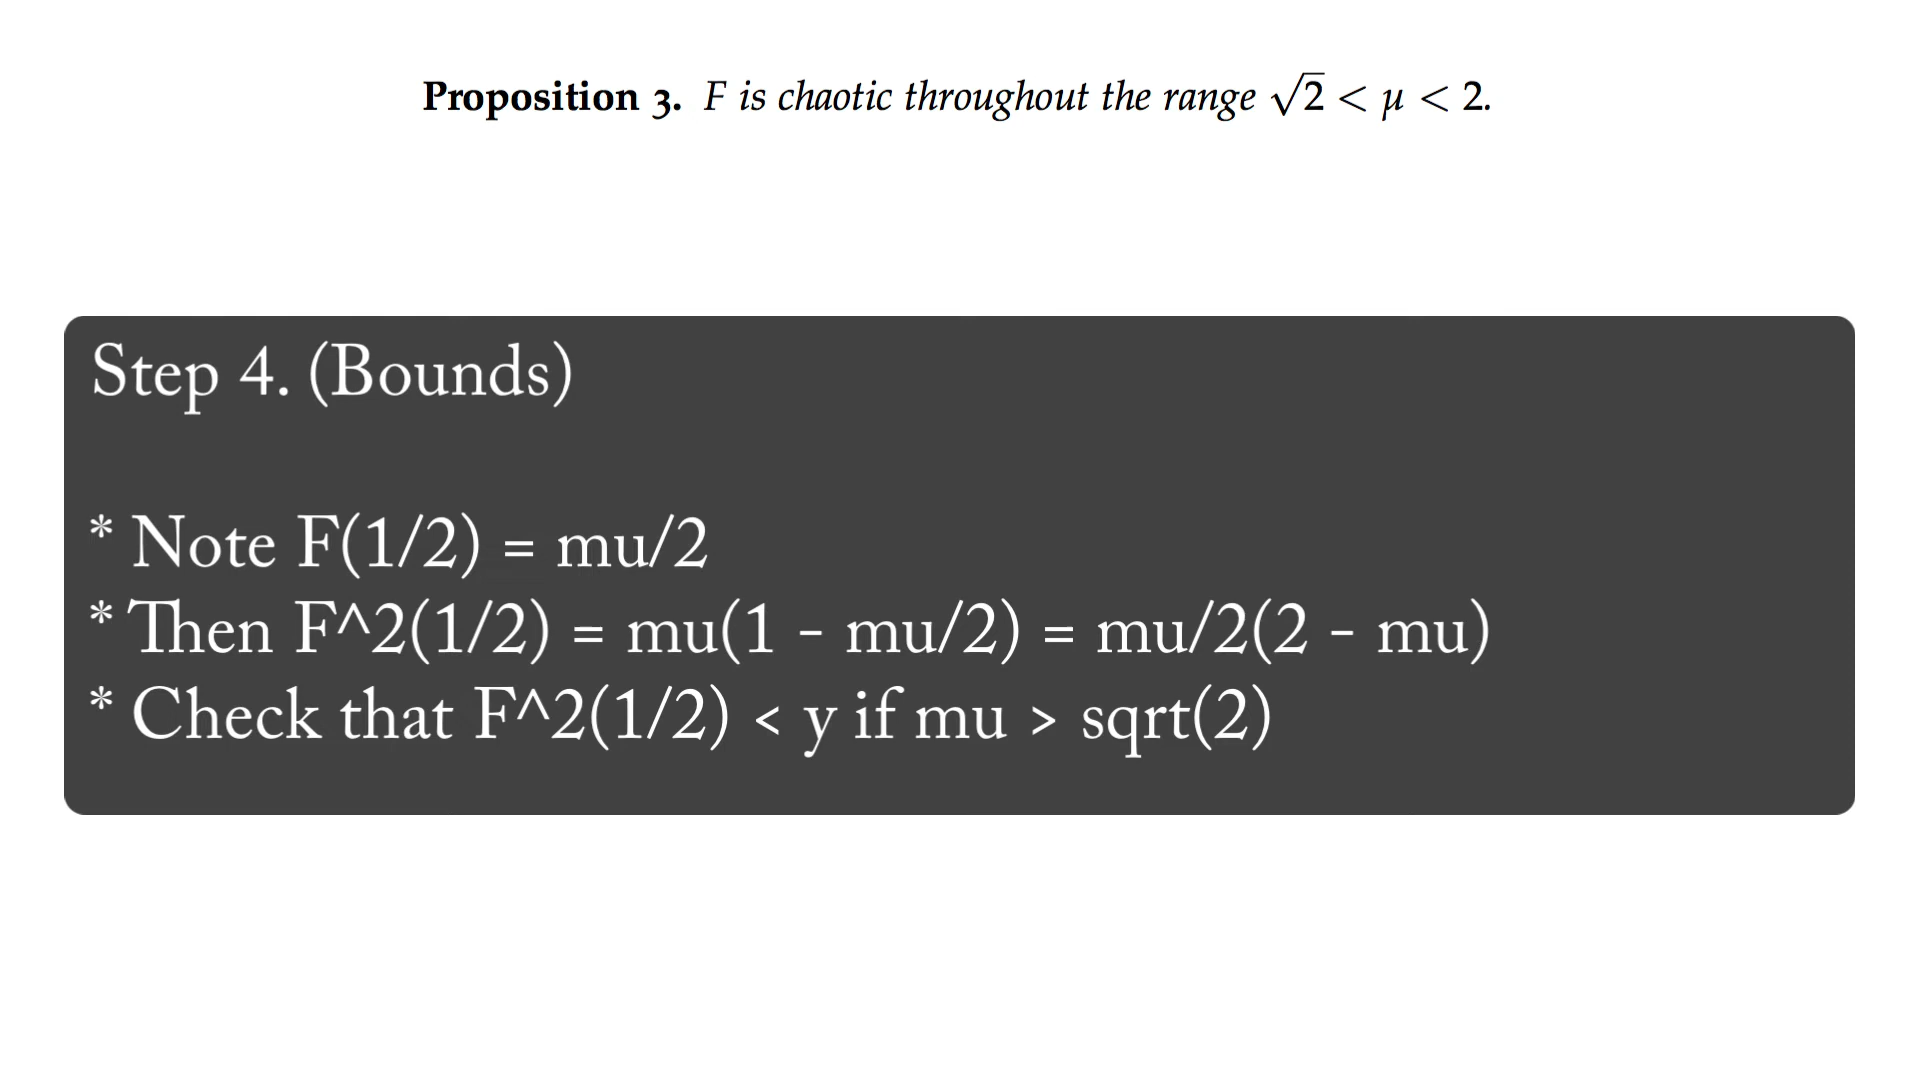 Proposition 3. F is chaotic throughout the range √2 < μ < 2.
Step 4. (Bounds)
* Note F(1/2) = mu/2
* Then F^2(1/2) = mu(1 - mu/2) = mu/2(2 - mu)
* Check that F^2(1/2) < y if mu > sqrt(2)